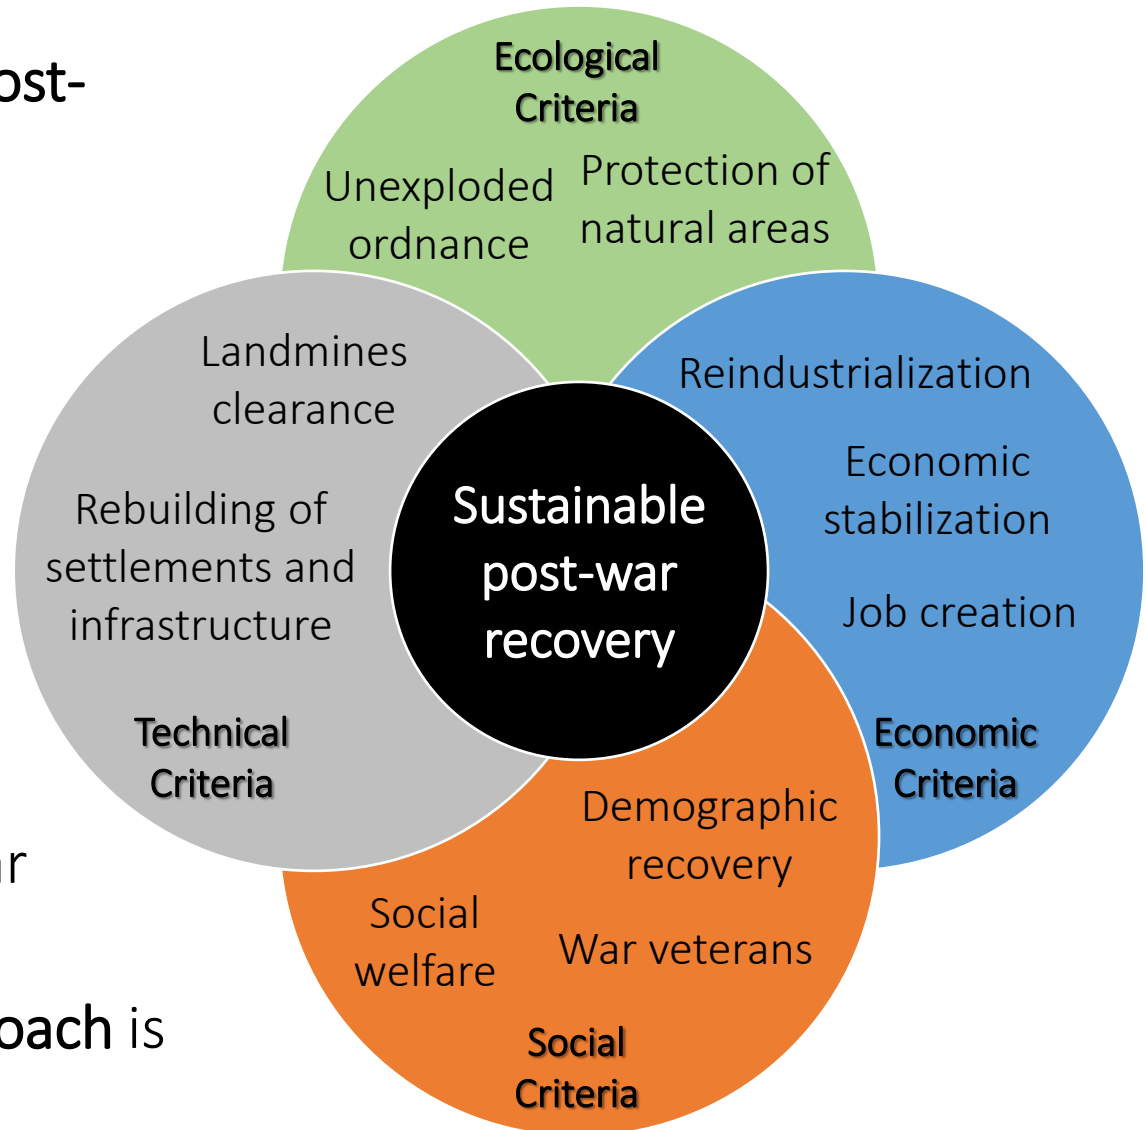 ost-
Ecological
Criteria
Unexploded
ordnance
Protection of
natural areas
Landmines
clearance
Rebuilding of
settlements and
infrastructure
Technical
Criteria
Sustainable
post-war
recovery
Reindustrialization
Economic
stabilization
Job creation
Economic
Criteria
Demographic
recovery
Social
welfare
War veterans
Social
Criteria
ar
oach is